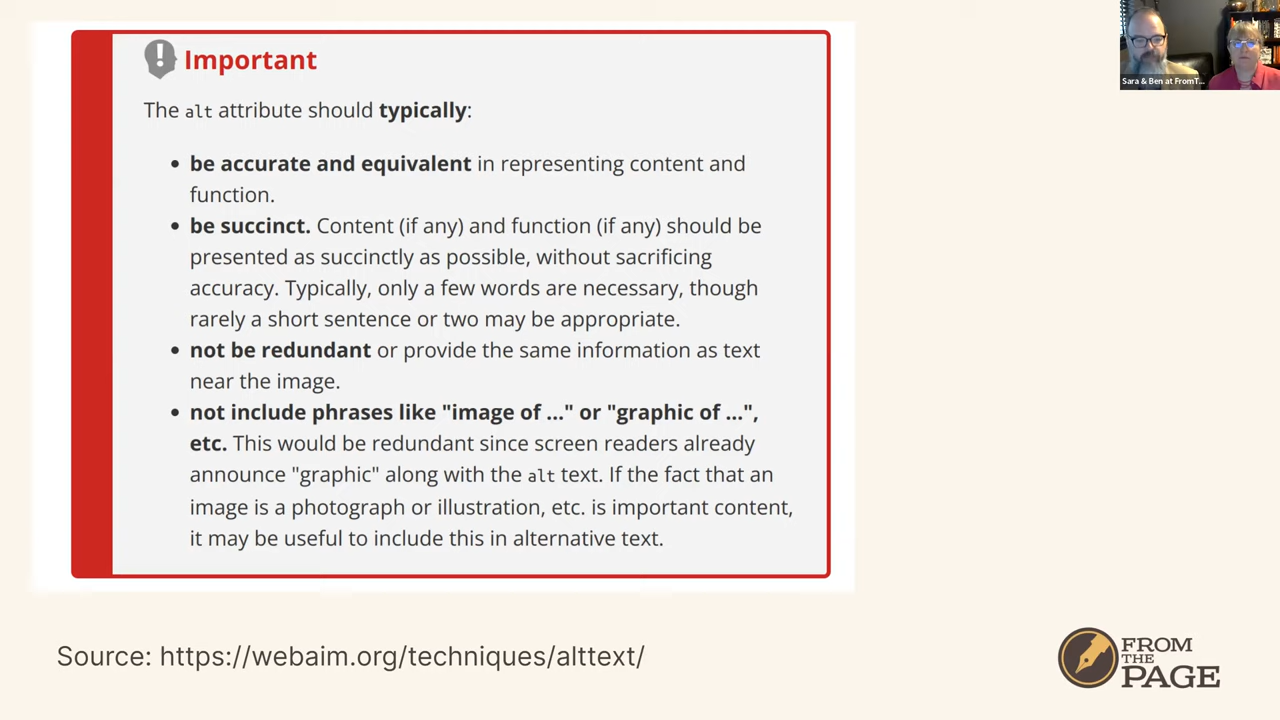 Important
The alt attribute should typically:
• be accurate and equivalent in representing content and
function.
• be succinct. Content (if any) and function (if any) should be
presented as succinctly as possible, without sacrificing
accuracy. Typically, only a few words are necessary, though
rarely a short sentence or two may be appropriate.
• not be redundant or provide the same information as text
near the image.
• not include phrases like "image of ..." or "graphic of ...",
etc. This would be redundant since screen readers already
announce "graphic" along with the alt text. If the fact that an
image is a photograph or illustration, etc. is important content,
it may be useful to include this in alternative text.
Source: https://webaim.org/techniques/alttext/
Sara & Ben at FromT...
FROM
THE
PAGE